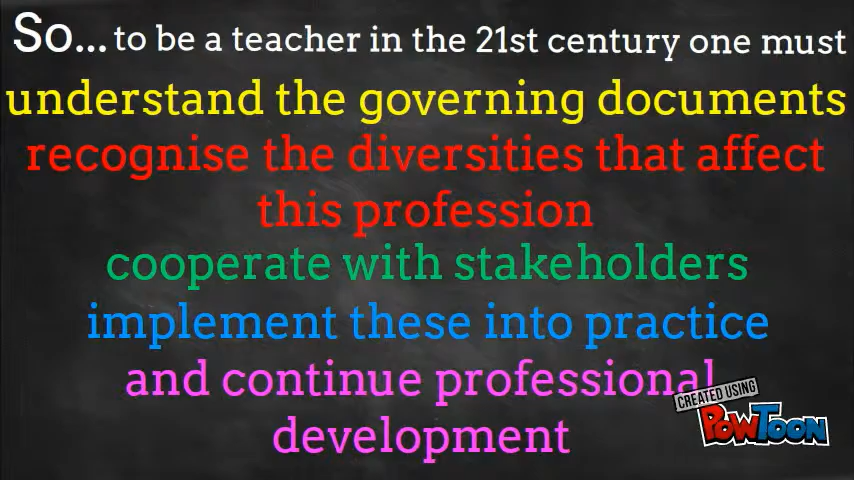 So... to be a teacher in the 21st century one must
understand the governing documents
recognise the diversities that affect
this profession
cooperate with stakeholders
implement these into practice
and continue professional
development
CREATED USING
POWTOON